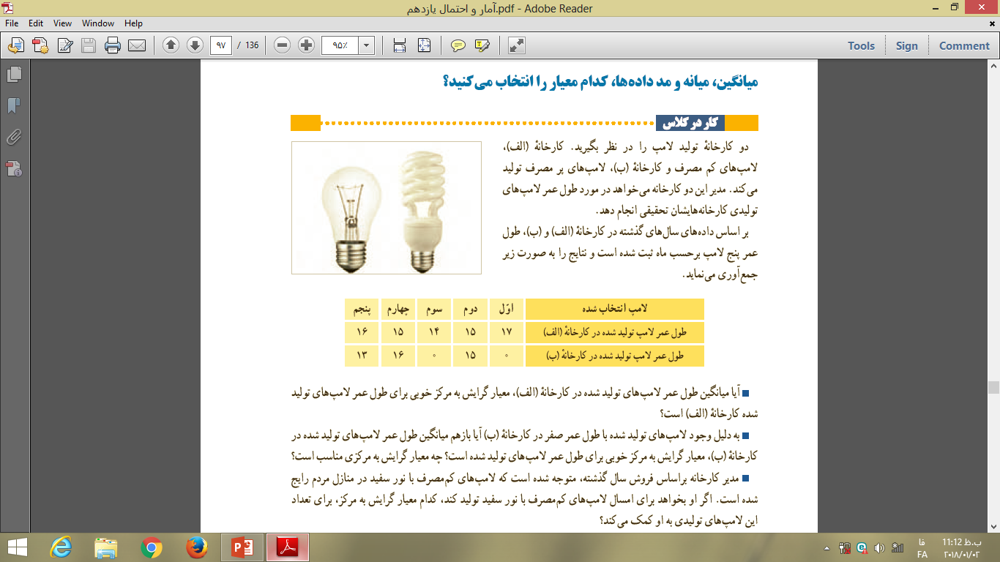 آمار و احتمال یازدهم.pdf - Adobe Reader
File Edit View Window Help
۹۷ / 136 ۹۵٪ Tools Sign Comment
میانگین، میانه و مد داده‌ها، کدام معیار را انتخاب می‌کنید؟
کار در کلاس
دو کارخانهٔ تولید لامپ را در نظر بگیرید. کارخانهٔ (الف)،
لامپ‌های کم مصرف و کارخانهٔ (ب)، لامپ‌های پر مصرف تولید
می‌کند. مدیر این دو کارخانه می‌خواهد در مورد طول عمر لامپ‌های
تولیدی کارخانه‌هایشان تحقیقی انجام دهد.
بر اساس داده‌های سال‌های گذشته در کارخانهٔ (الف) و (ب)، طول
عمر پنج لامپ برحسب ماه ثبت شده است و نتایج را به صورت زیر
جمع‌آوری می‌نماید.
لامپ انتخاب شده اوّل دوم سوم چهارم پنجم
طول عمر لامپ تولید شده در کارخانهٔ (الف) ۱۷ ۱۵ ۱۴ ۱۵ ۱۶
طول عمر لامپ تولید شده در کارخانهٔ (ب) ۰ ۱۵ ۰ ۱۶ ۱۳
آیا میانگین طول عمر لامپ‌های تولید شده در کارخانهٔ (الف)، معیار گرایش به مرکز خوبی برای طول عمر لامپ‌های تولید
شده کارخانهٔ (الف) است؟
به دلیل وجود لامپ‌های تولید شده با طول عمر صفر در کارخانهٔ (ب) آیا بازهم میانگین طول عمر لامپ‌های تولید شده در
کارخانهٔ (ب)، معیار گرایش به مرکز خوبی برای طول عمر لامپ‌های تولید شده است؟ چه معیار گرایش به مرکزی مناسب است؟
مدیر کارخانه براساس فروش سال گذشته، متوجه شده است که لامپ‌های کم‌مصرف با نور سفید در منازل مردم رایج
شده است. اگر او بخواهد برای امسال لامپ‌های کم‌مصرف با نور سفید تولید کند، کدام معیار گرایش به مرکز، برای تعداد
این لامپ‌های تولیدی به او کمک می‌کند؟
فا 11:12 ب.ظ
FA ۲۰۱۸/۰۱/۰۲